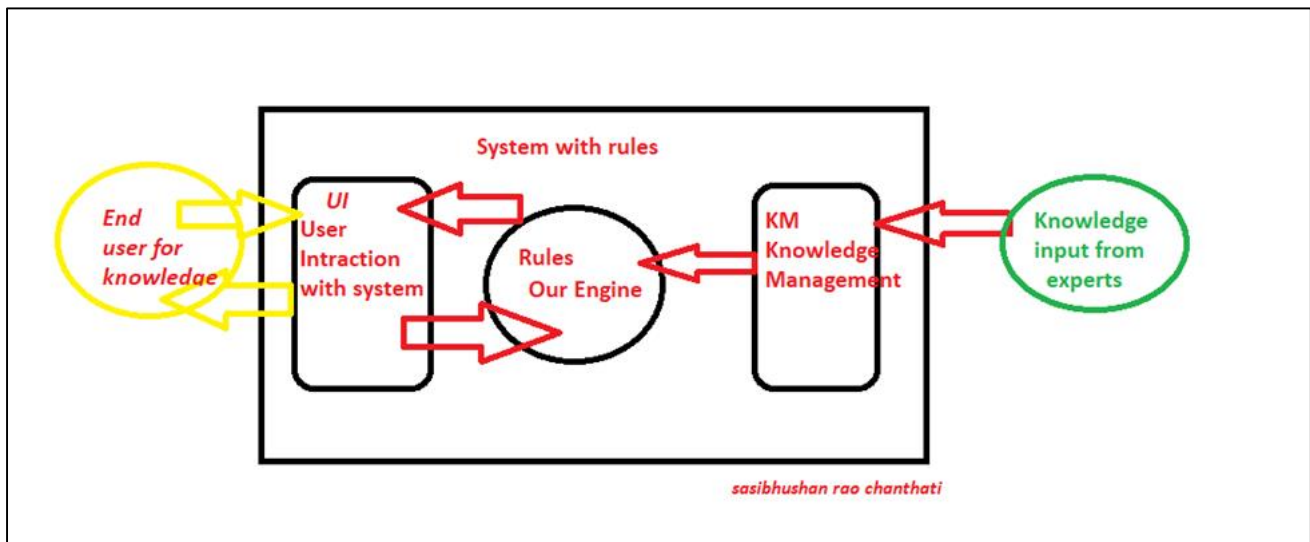 System with rules
End
user for
knowledge
UI
User
Intraction
with system
Rules
Our Engine
KM
Knowledge
Management
Knowledge
input from
experts
sasibhushan rao chanthati